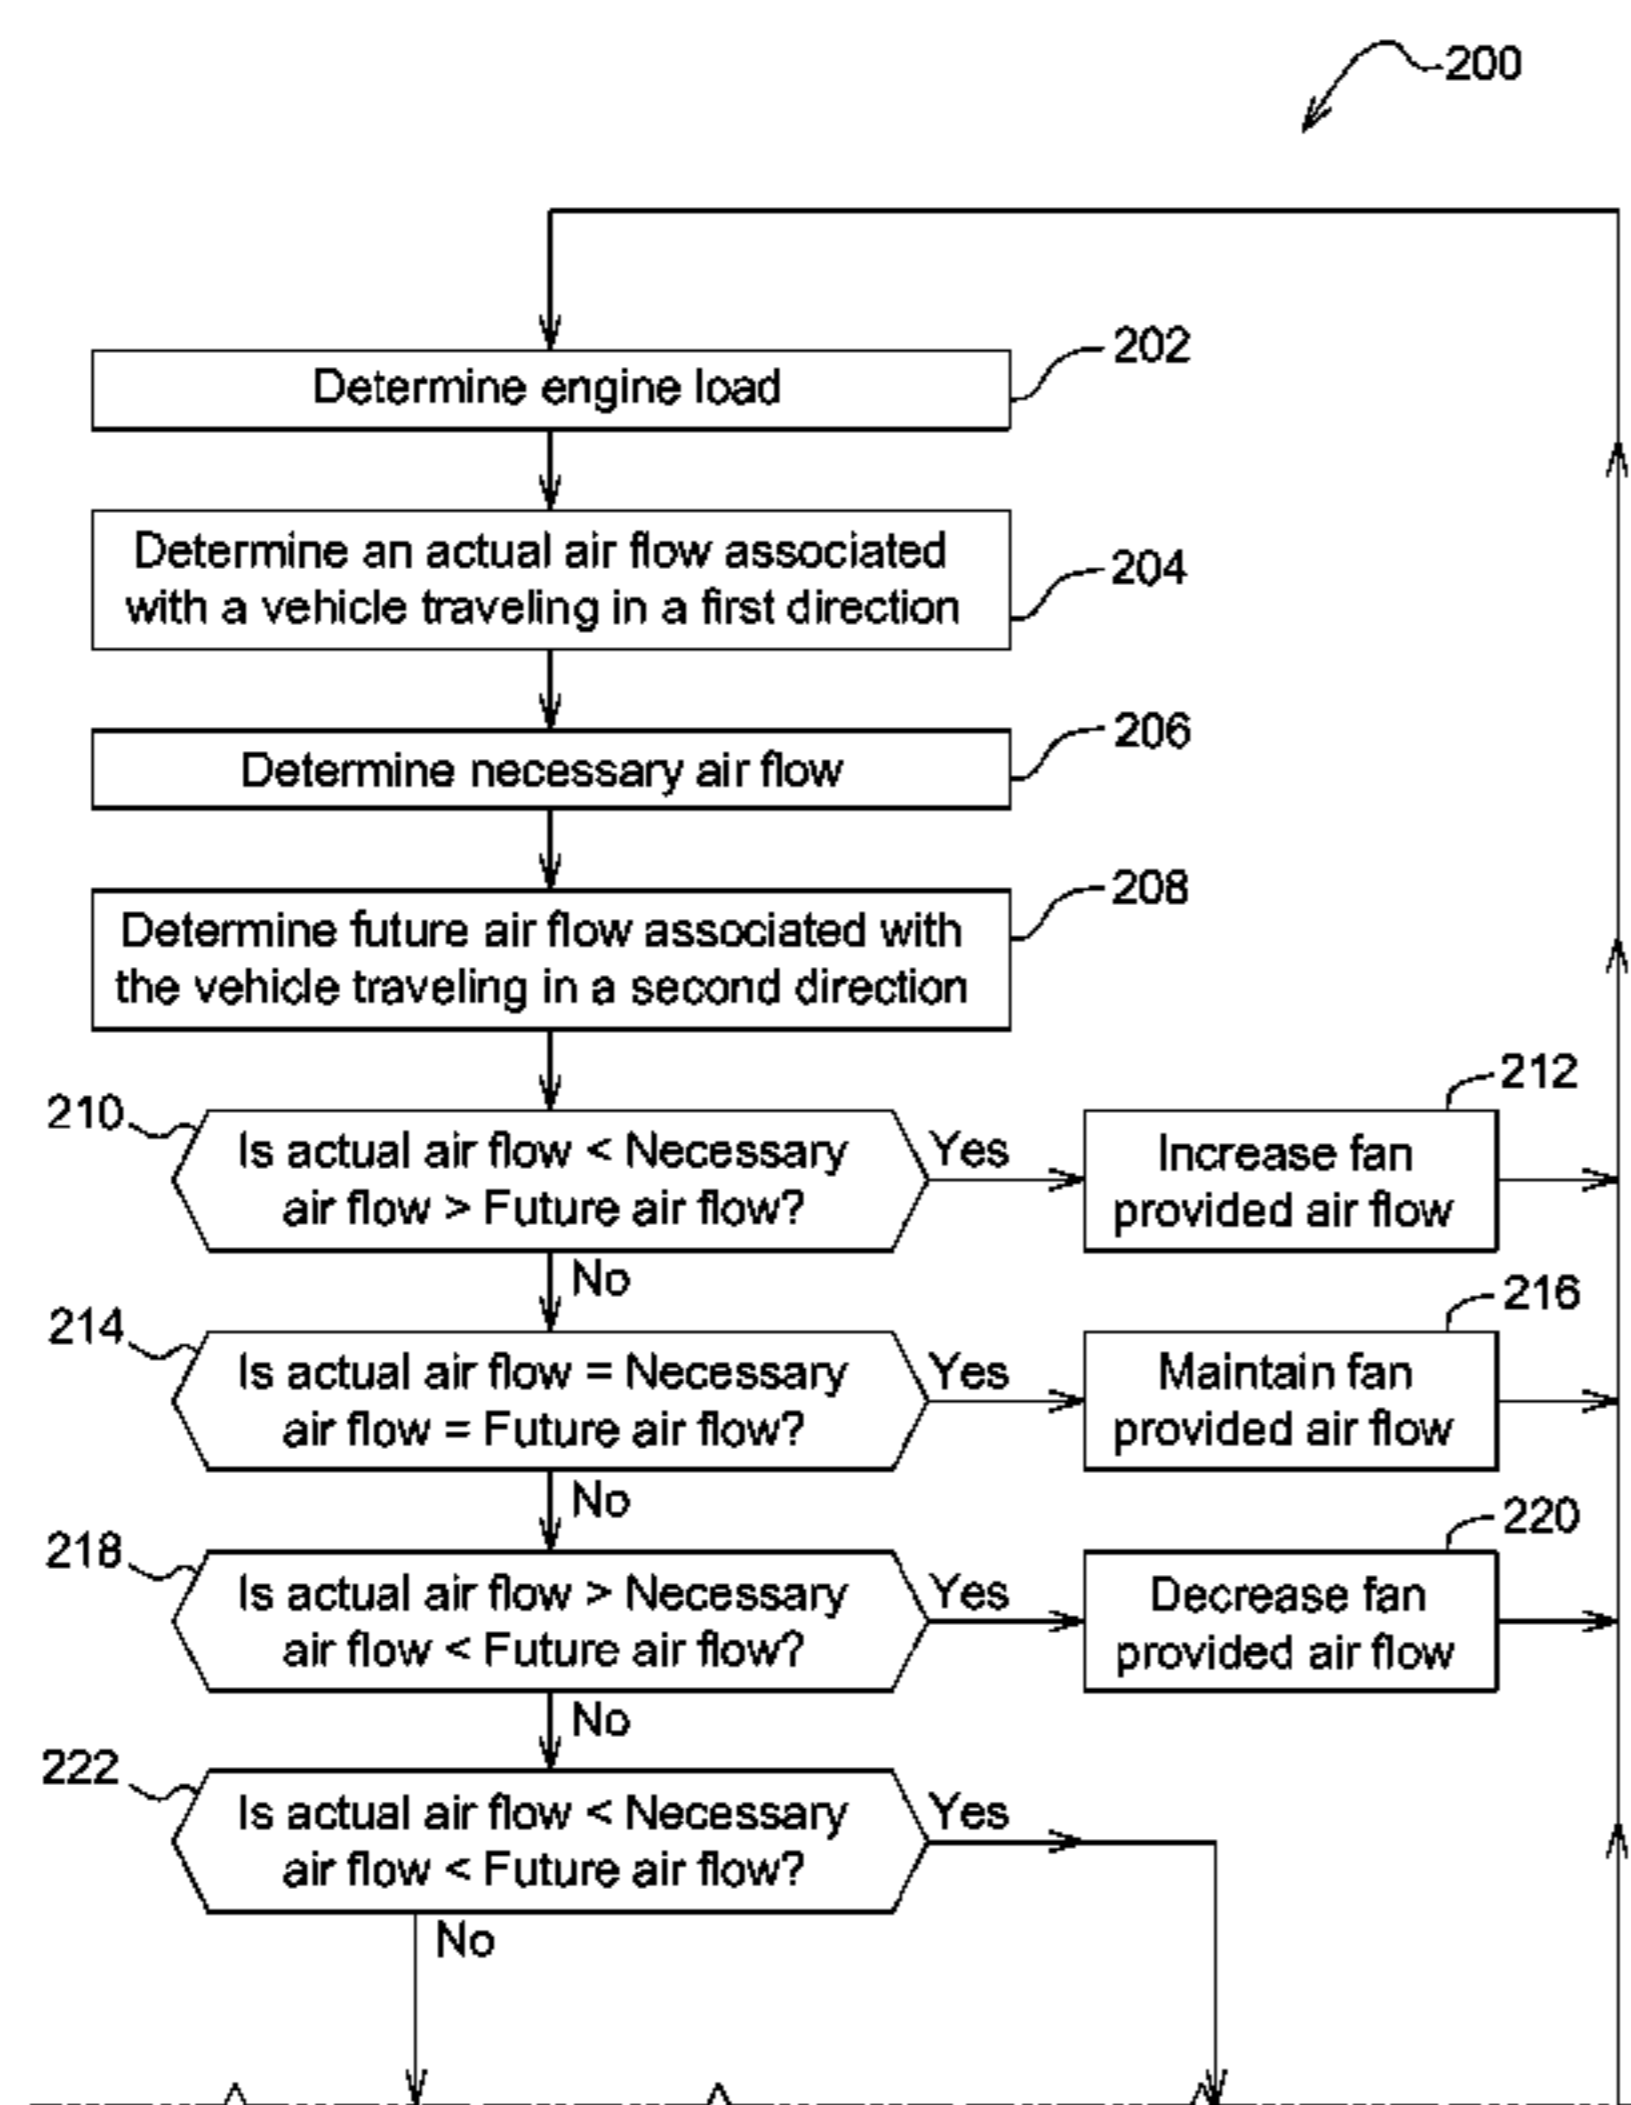 200
Determine engine load
202
Determine an actual air flow associated
with a vehicle traveling in a first direction
204
Determine necessary air flow
206
Determine future air flow associated with
the vehicle traveling in a second direction
208
210
Is actual air flow < Necessary
air flow > Future air flow?
Yes
Increase fan
provided air flow
212
No
214
Is actual air flow = Necessary
air flow = Future air flow?
Yes
Maintain fan
provided air flow
216
No
218
Is actual air flow > Necessary
air flow < Future air flow?
Yes
Decrease fan
provided air flow
220
No
222
Is actual air flow < Necessary
air flow < Future air flow?
Yes
No